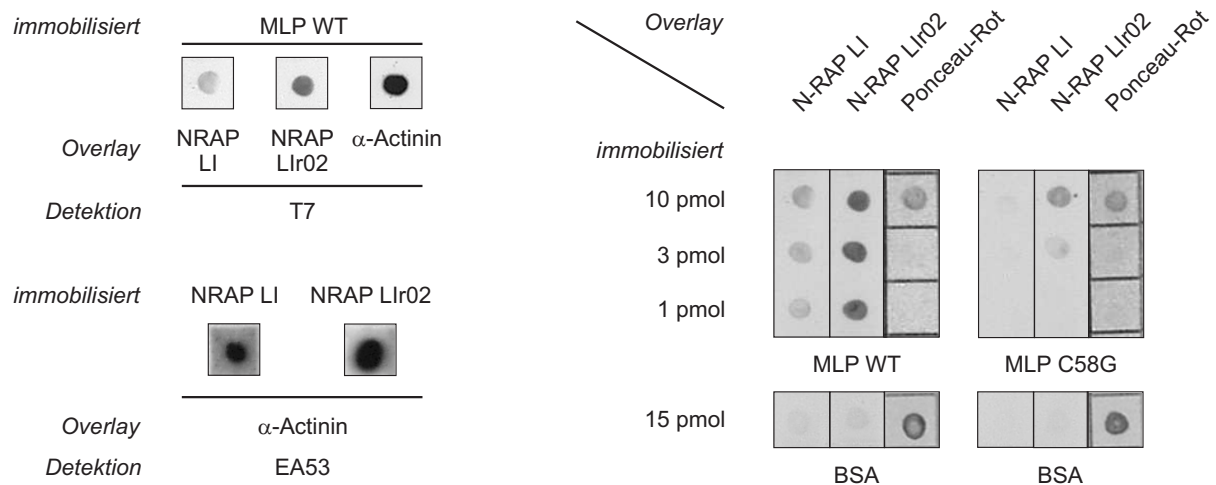 immobilisiert MLP WT
Overlay NRAP LI NRAP LIr02 α-Actinin
Detektion T7
immobilisiert NRAP LI NRAP LIr02
Overlay α-Actinin
Detektion EA53
Overlay N-RAP LI N-RAP LIr02 Ponceau-Rot N-RAP LI N-RAP LIr02 Ponceau-Rot
immobilisiert
10 pmol
3 pmol
1 pmol
MLP WT MLP C58G
15 pmol
BSA BSA